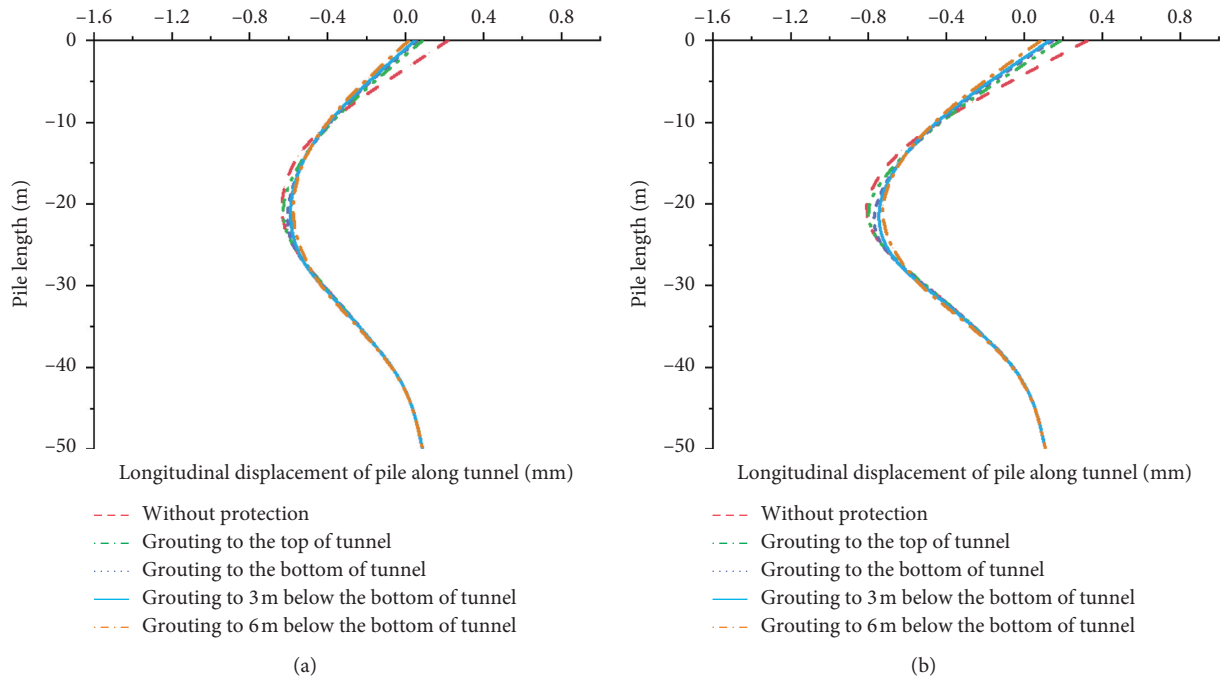 −1.6 −1.2 −0.8 −0.4 0.0 0.4 0.8
0
−10
−20
−30
−40
−50
Pile length (m)
Longitudinal displacement of pile along tunnel (mm)
Without protection
Grouting to the top of tunnel
Grouting to the bottom of tunnel
Grouting to 3 m below the bottom of tunnel
Grouting to 6 m below the bottom of tunnel
(a)
−1.6 −1.2 −0.8 −0.4 0.0 0.4 0.8
0
−10
−20
−30
−40
−50
Pile length (m)
Longitudinal displacement of pile along tunnel (mm)
Without protection
Grouting to the top of tunnel
Grouting to the bottom of tunnel
Grouting to 3 m below the bottom of tunnel
Grouting to 6 m below the bottom of tunnel
(b)